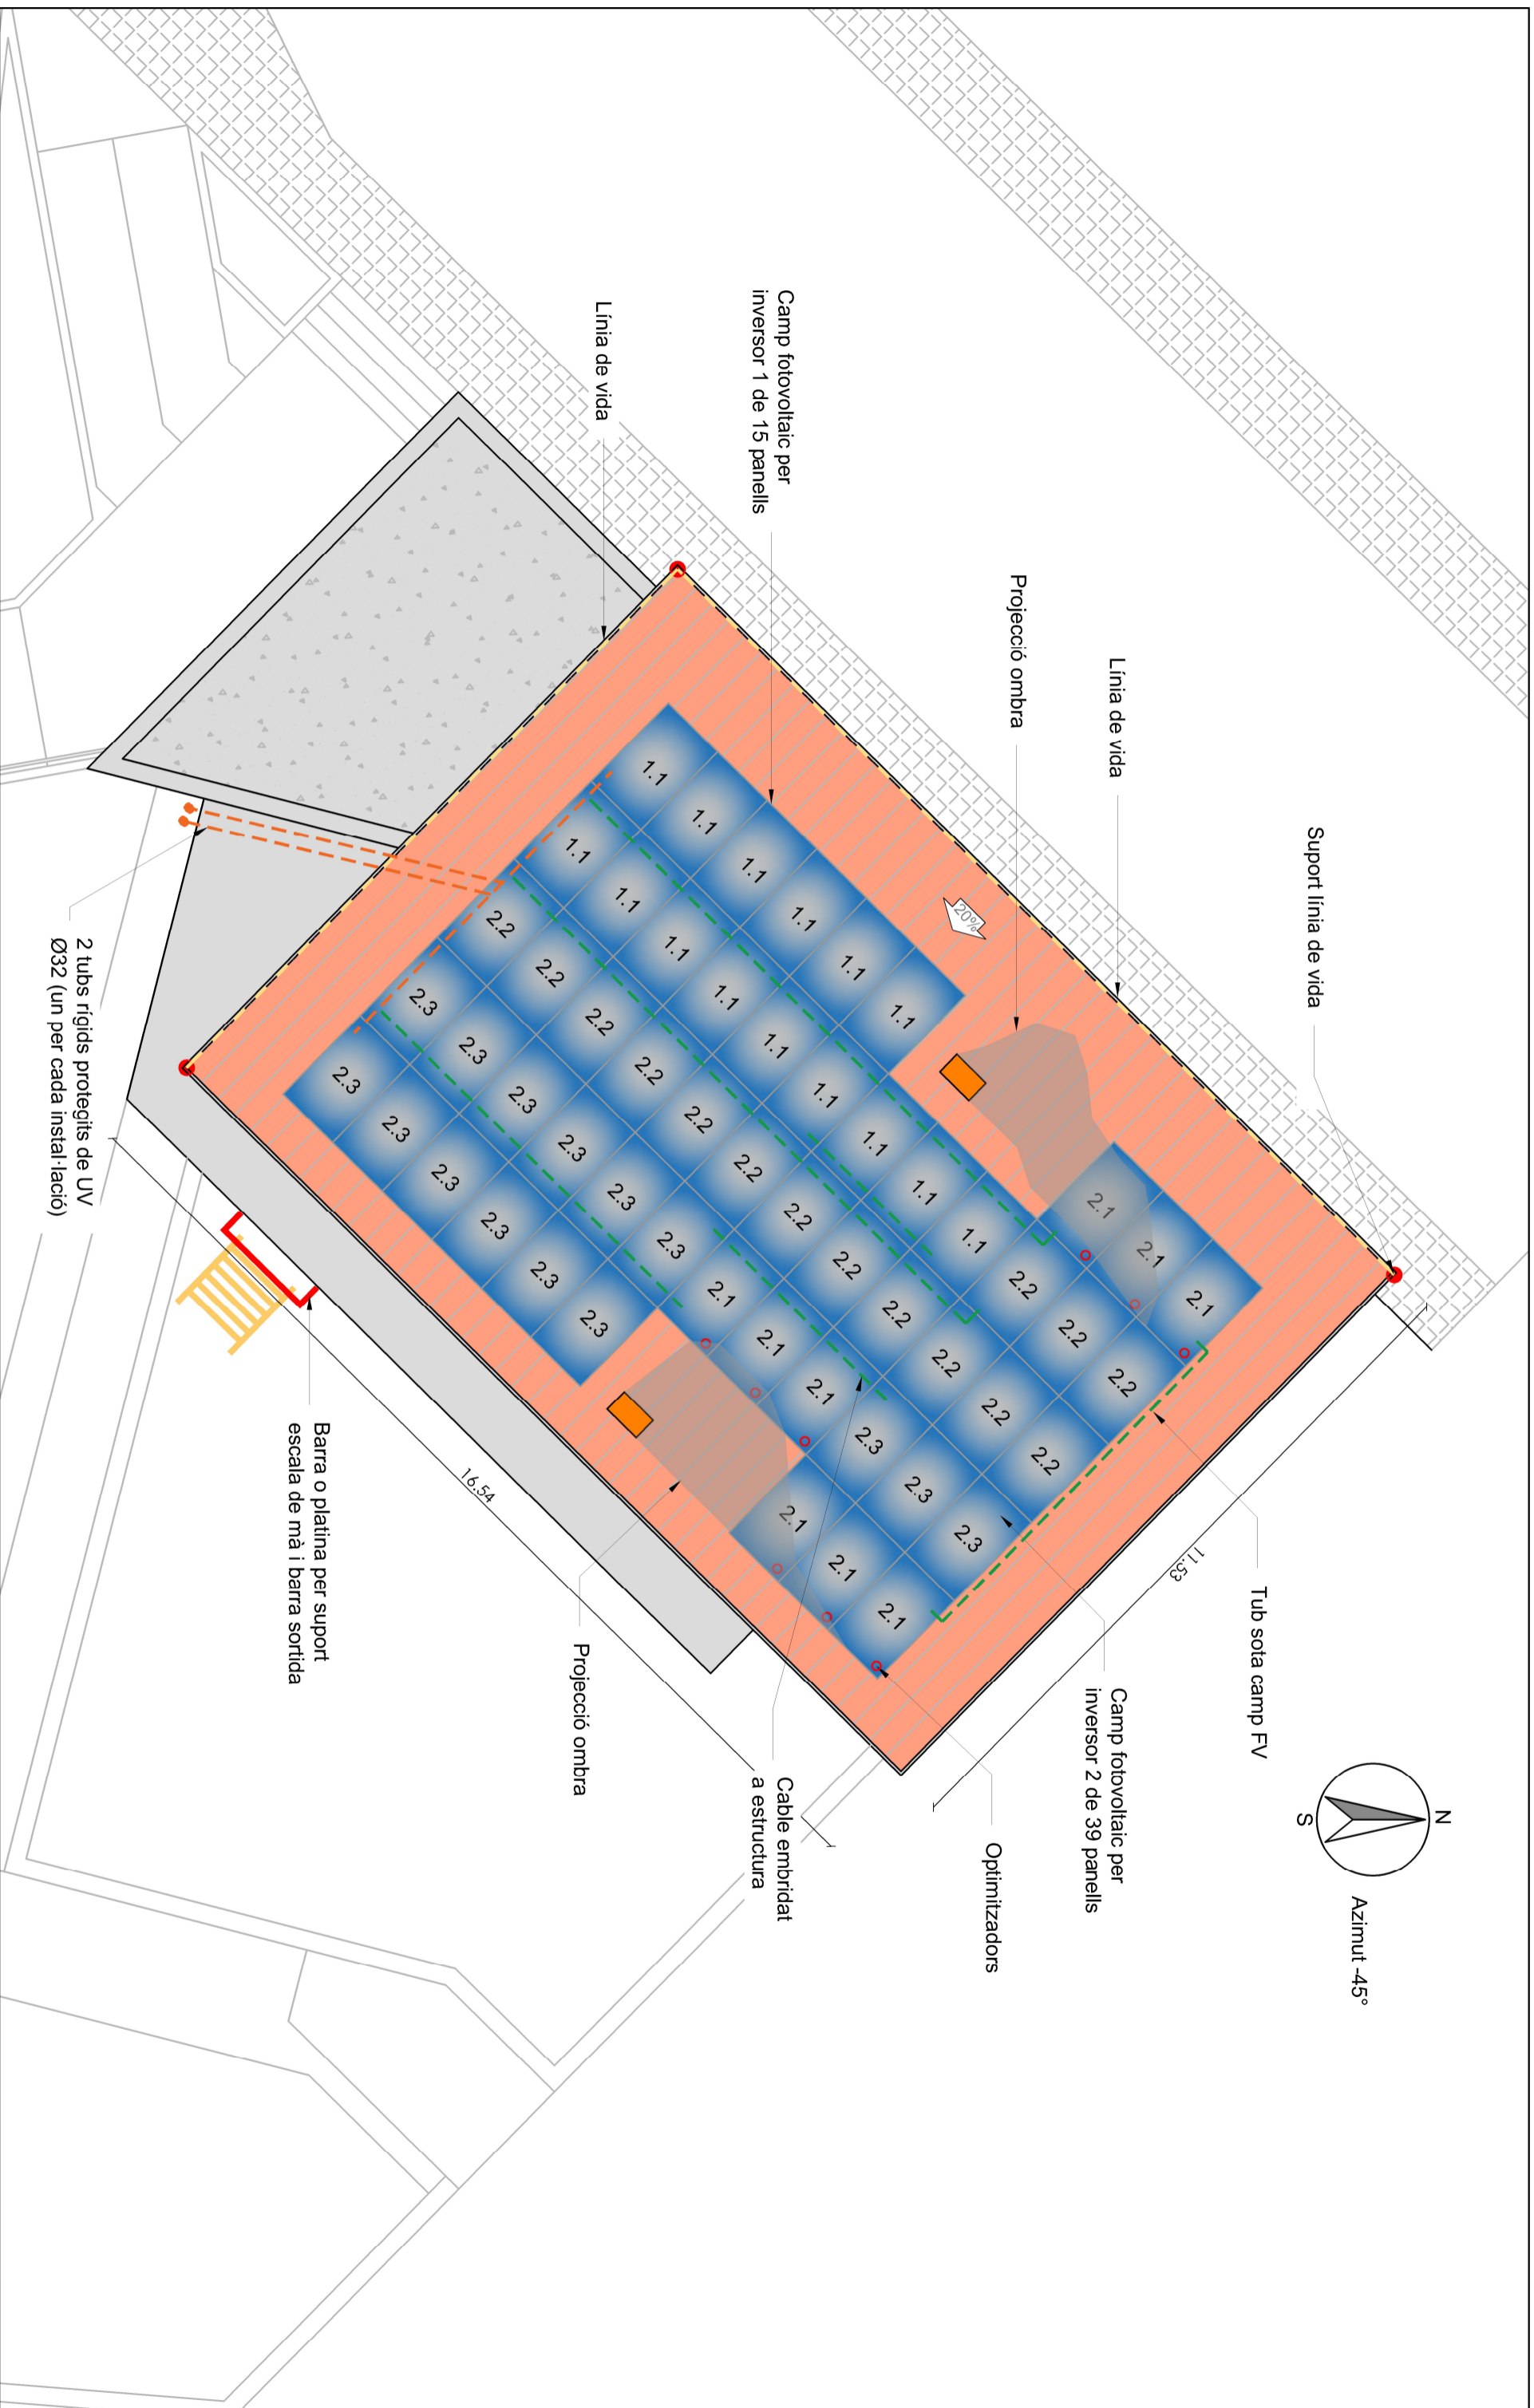 N
S
Azimut -45°
Suport línia de vida
Tub sota camp FV
Línia de vida
Camp fotovoltaic per
inversor 2 de 39 panells
11.53
Projecció ombra
Optimitzadors
20%
Camp fotovoltaic per
inversor 1 de 15 panells
Cable embridat
a estructura
1.1 1.1 1.1 1.1 1.1 1.1 2.1 2.1 2.1
1.1 1.1 1.1 1.1 1.1 1.1 1.1 1.1 1.1 2.2 2.2 2.2
2.2 2.2 2.2 2.2 2.2 2.2 2.2 2.2 2.2 2.2 2.2 2.2
2.3 2.3 2.3 2.3 2.3 2.3 2.1 2.1 2.1 2.3 2.3 2.3
2.3 2.3 2.3 2.3 2.3 2.3 2.1 2.1 2.1
Línia de vida
Projecció ombra
16.54
Barra o platina per suport
escala de mà i barra sortida
2 tubs rígids protegits de UV
Ø32 (un per cada instal·lació)